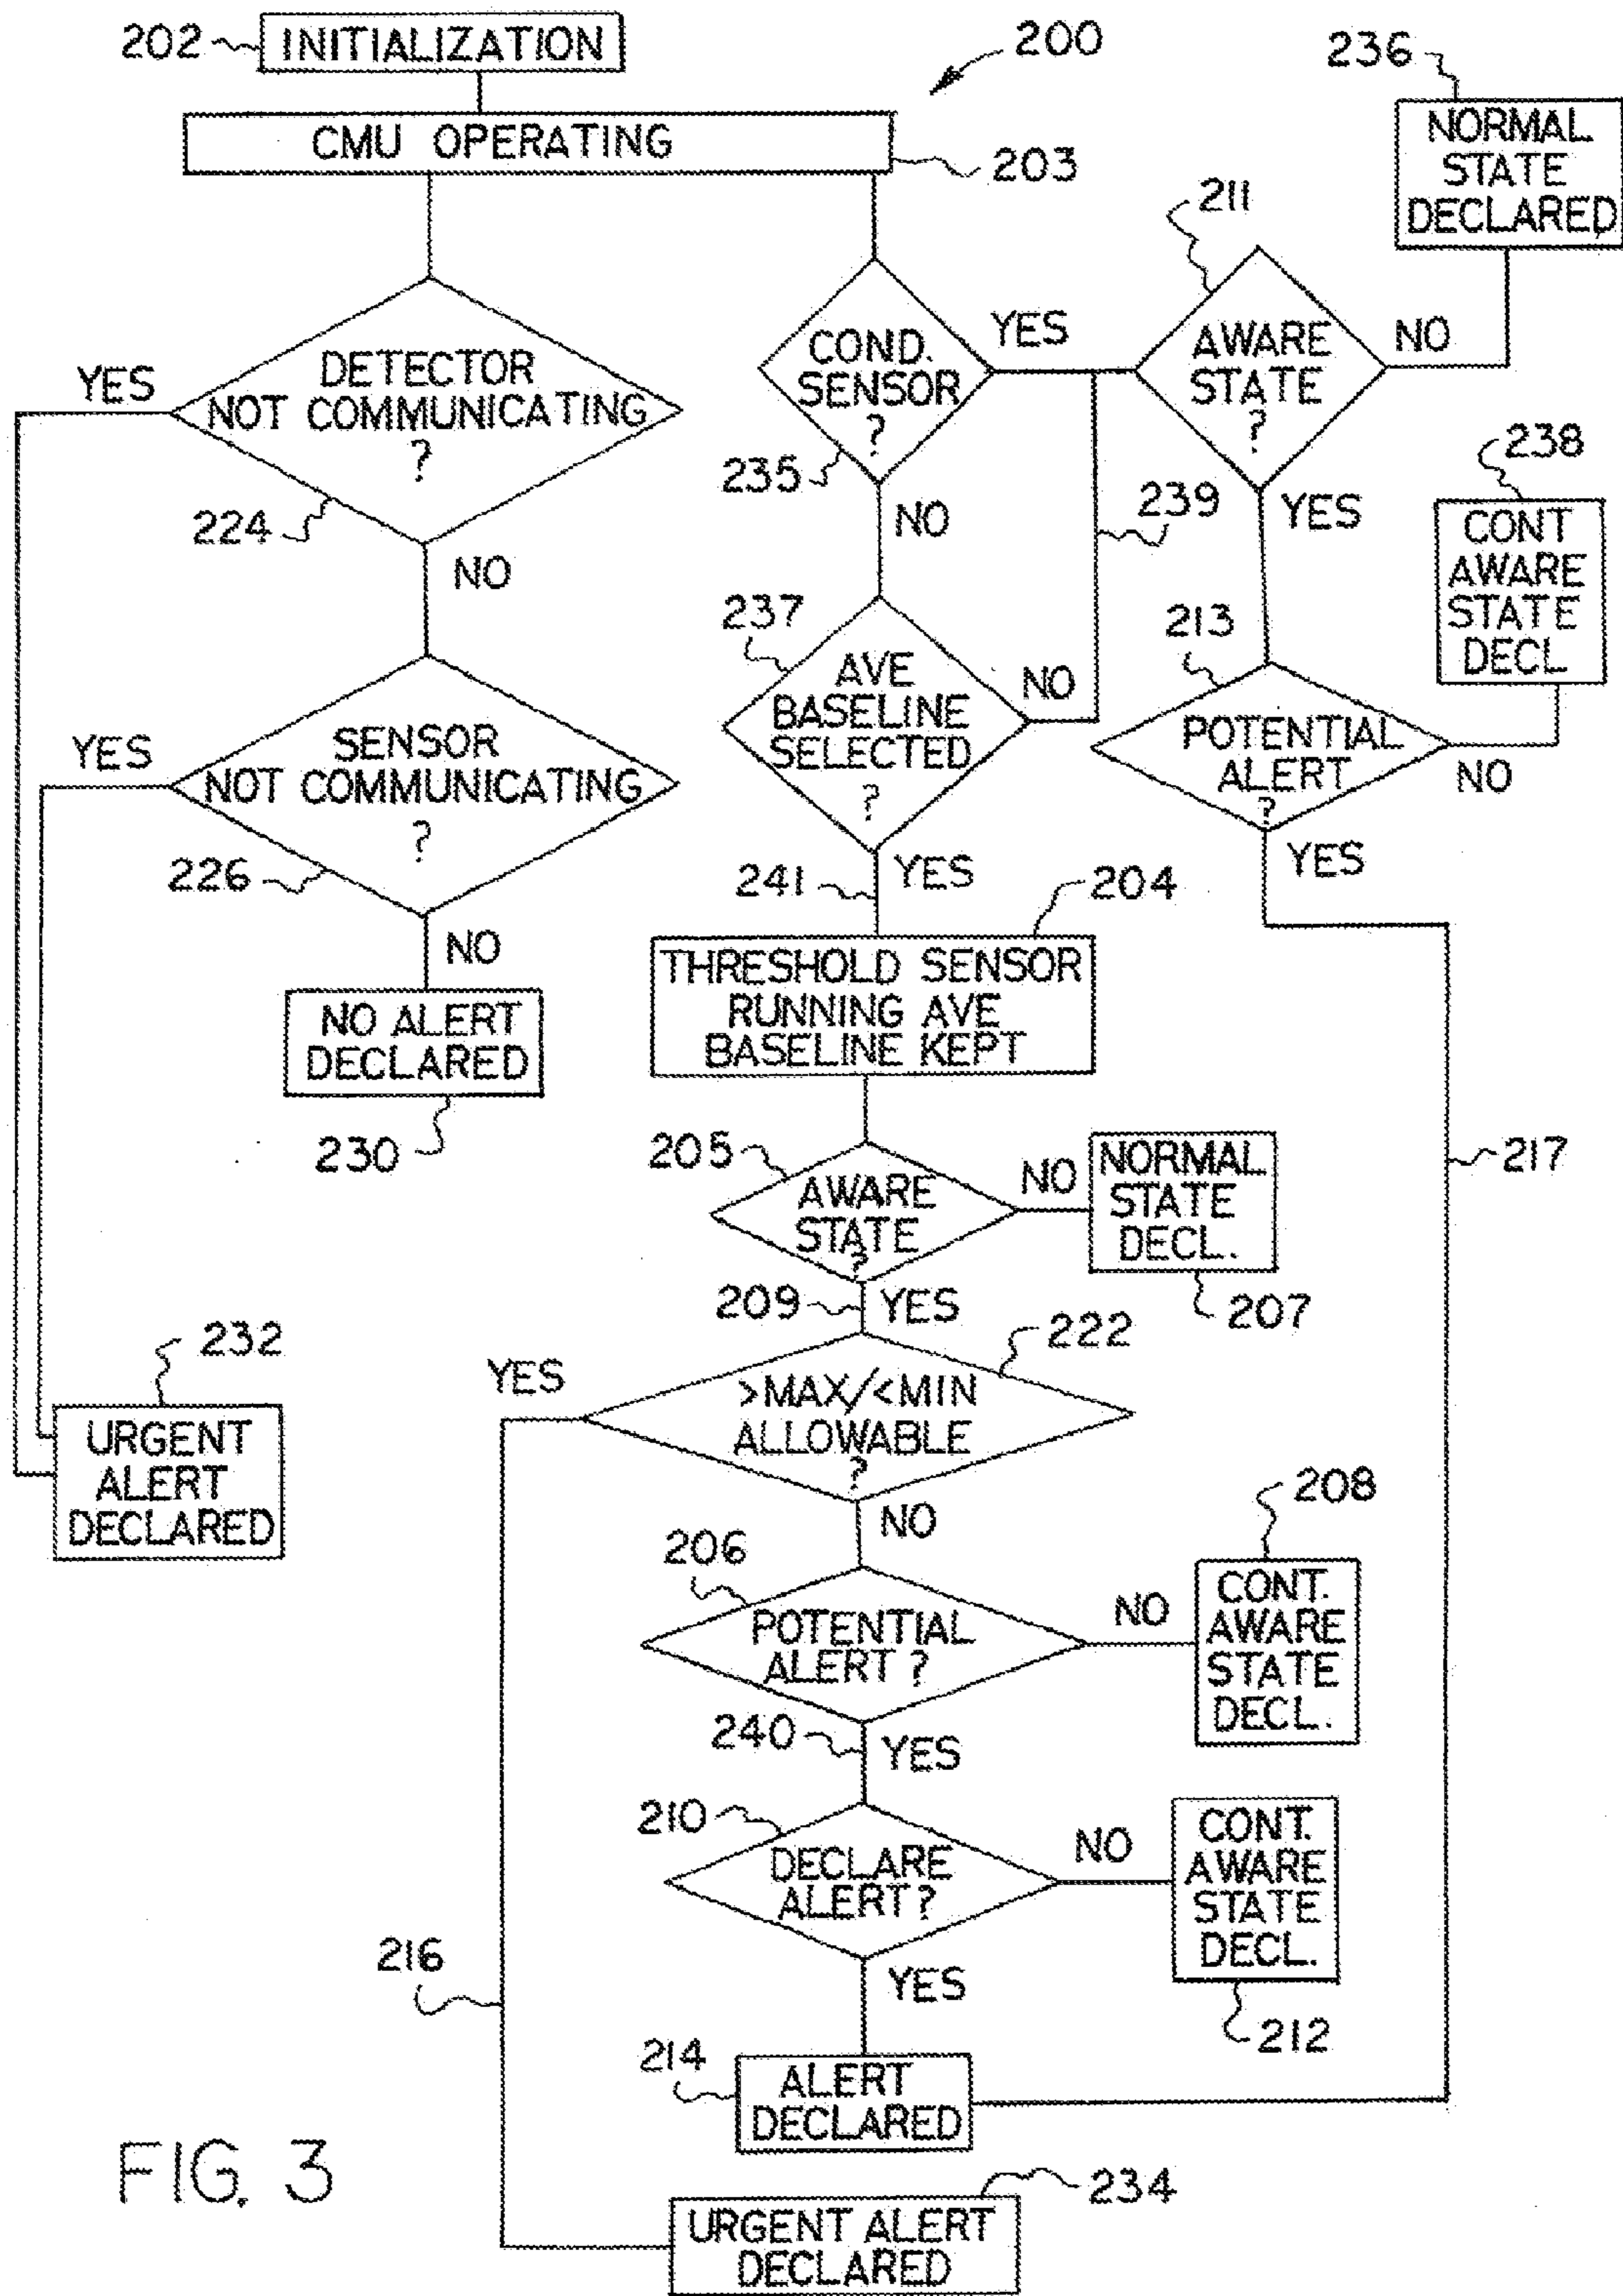 202
INITIALIZATION
200
236
CMU OPERATING
203
NORMAL
STATE
DECLARED
211
YES
DETECTOR
NOT COMMUNICATING
?
224
NO
COND.
SENSOR
?
235
YES
NO
AWARE
STATE
?
NO
YES
239
238
CONT
AWARE
STATE
DECL
237
AVE
BASELINE
SELECTED
?
NO
213
POTENTIAL
ALERT
?
NO
YES
YES
SENSOR
NOT COMMUNICATING
?
226
NO
NO ALERT
DECLARED
230
241
YES
204
THRESHOLD SENSOR
RUNNING AVE
BASELINE KEPT
205
AWARE
STATE
?
NO
NORMAL
STATE
DECL.
207
217
209
YES
222
232
URGENT
ALERT
DECLARED
YES
>MAX/<MIN
ALLOWABLE
?
NO
206
POTENTIAL
ALERT ?
NO
208
CONT.
AWARE
STATE
DECL.
240
YES
210
DECLARE
ALERT ?
NO
CONT.
AWARE
STATE
DECL.
212
216
YES
214
ALERT
DECLARED
FIG. 3
234
URGENT ALERT
DECLARED